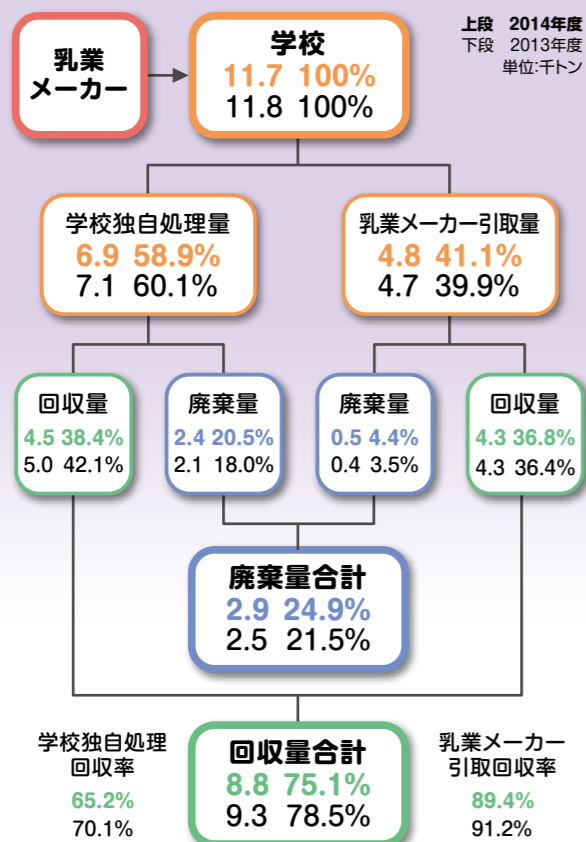 乳業
メーカー
学校
11.7 100%
11.8 100%
上段 2014年度
下段 2013年度
単位:千トン
学校独自処理量
6.9 58.9%
7.1 60.1%
乳業メーカー引取量
4.8 41.1%
4.7 39.9%
回収量
4.5 38.4%
5.0 42.1%
廃棄量
2.4 20.5%
2.1 18.0%
廃棄量
0.5 4.4%
0.4 3.5%
回収量
4.3 36.8%
4.3 36.4%
廃棄量合計
2.9 24.9%
2.5 21.5%
学校独自処理
回収率
65.2%
70.1%
回収量合計
8.8 75.1%
9.3 78.5%
乳業メーカー
引取回収率
89.4%
91.2%